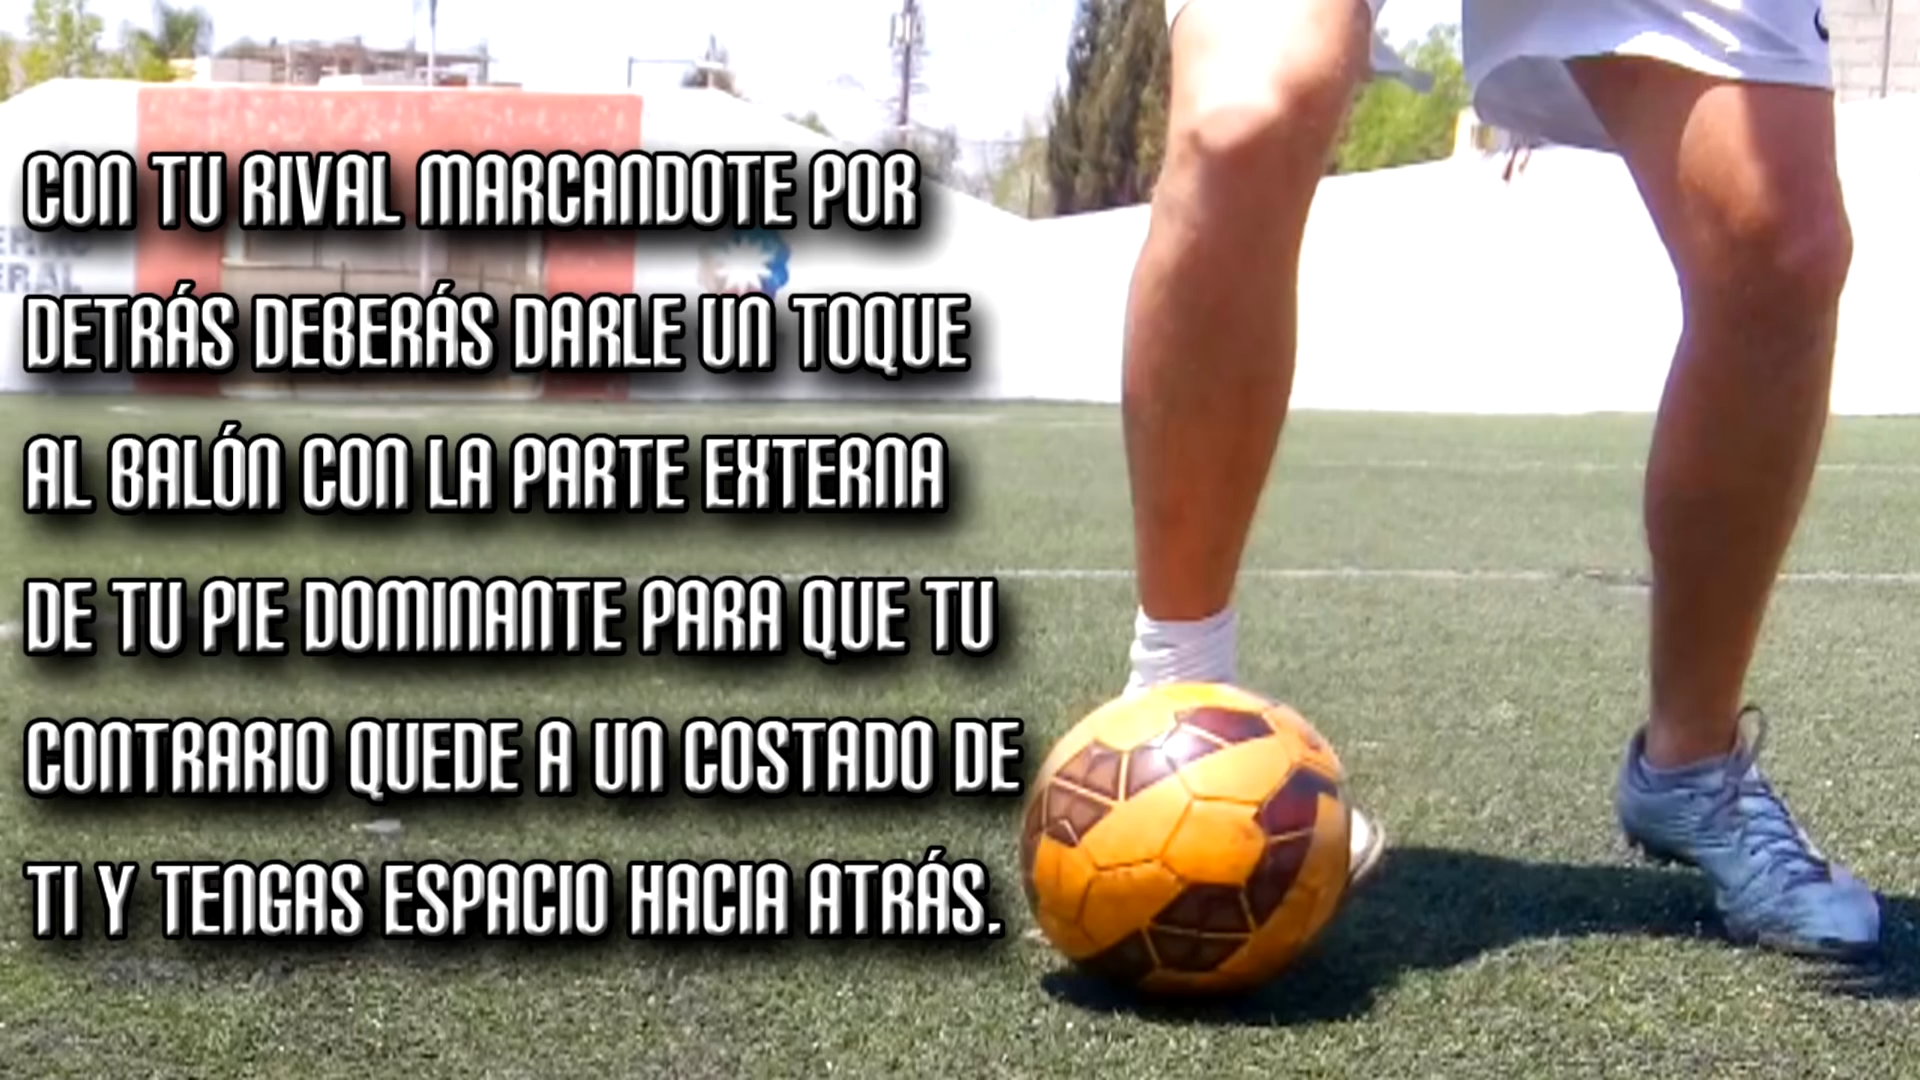 CON TU RIVAL MARCANDOTE POR
DETRÁS DEBERÁS DARLE UN TOQUE
AL BALÓN CON LA PARTE EXTERNA
DE TU PIE DOMINANTE PARA QUE TU
CONTRARIO QUEDE A UN COSTADO DE
TI Y TENGAS ESPACIO HACIA ATRÁS.